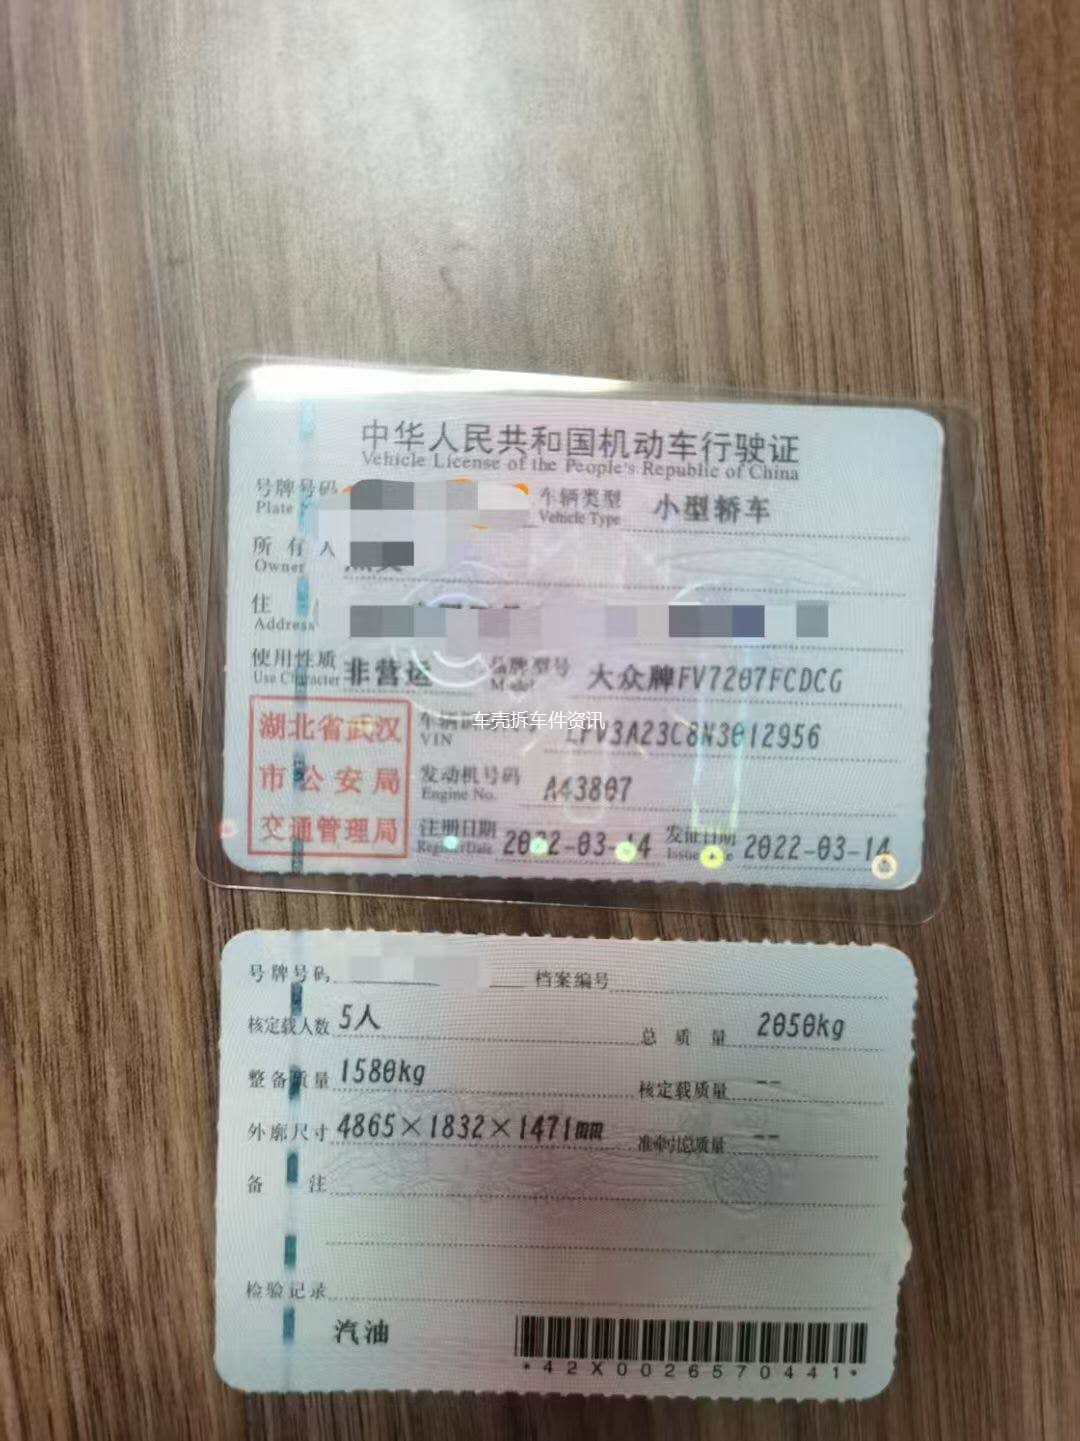 中华人民共和国机动车行驶证
Vehicle License of the People's Republic of China
号牌号码 车辆类型 小型轿车
Plate Vehicle Type
所有人
Owner
住
Address
使用性质 非营运 品牌型号 大众牌FV7207FCDCG
Use Character Model
湖北省武汉
市公安局
交通管理局
车辆
车壳拆车件资讯
VIN LFV3A23C8N3012956
发动机号码 A43807
Engine No.
注册日期 2022-03-14 发证日期 2022-03-14
Register Date Issue
号牌号码 档案编号
核定载人数 5人 总质量 2050kg
整备质量 1580kg 核定载质量 --
外廓尺寸 4865×1832×1471mm 准牵引总质量 --
备注
检验记录
汽油
*42X0026570441*